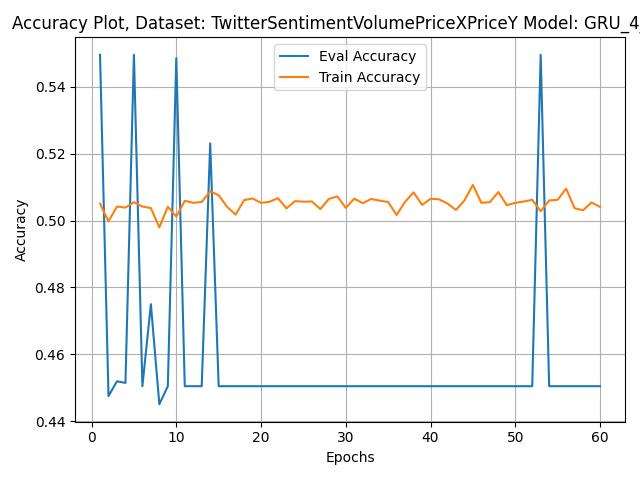 Accuracy Plot, Dataset: TwitterSentimentVolumePriceXPriceY Model: GRU_4
Eval Accuracy
Train Accuracy
0.54
0.52
0.50
0.48
0.46
0.44
Accuracy
0
10
20
30
40
50
60
Epochs